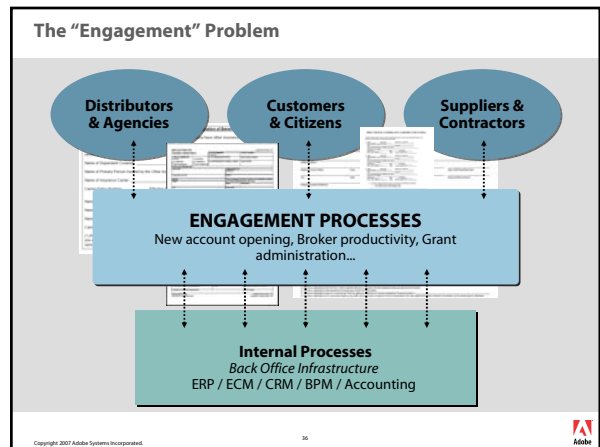 The “Engagement” Problem
Distributors
& Agencies
Customers
& Citizens
Suppliers &
Contractors
ENGAGEMENT PROCESSES
New account opening, Broker productivity, Grant
administration...
Internal Processes
Back Office Infrastructure
ERP / ECM / CRM / BPM / Accounting
Copyright 2007 Adobe Systems Incorporated.
36
Adobe